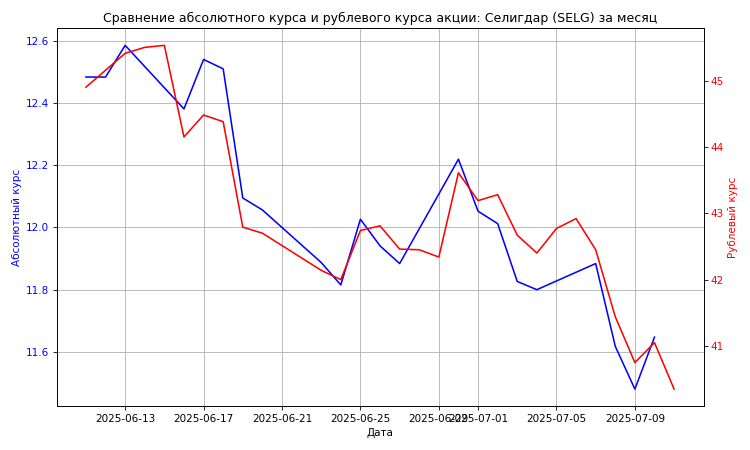 Сравнение абсолютного курса и рублевого курса акции: Селигдар (SELG) за месяц
12.6
12.4
12.2
12.0
11.8
11.6
Абсолютный курс
45
44
43
42
41
Рублевый курс
2025-06-13 2025-06-17 2025-06-21 2025-06-25 2025-06-29 2025-07-01 2025-07-05 2025-07-09
Дата